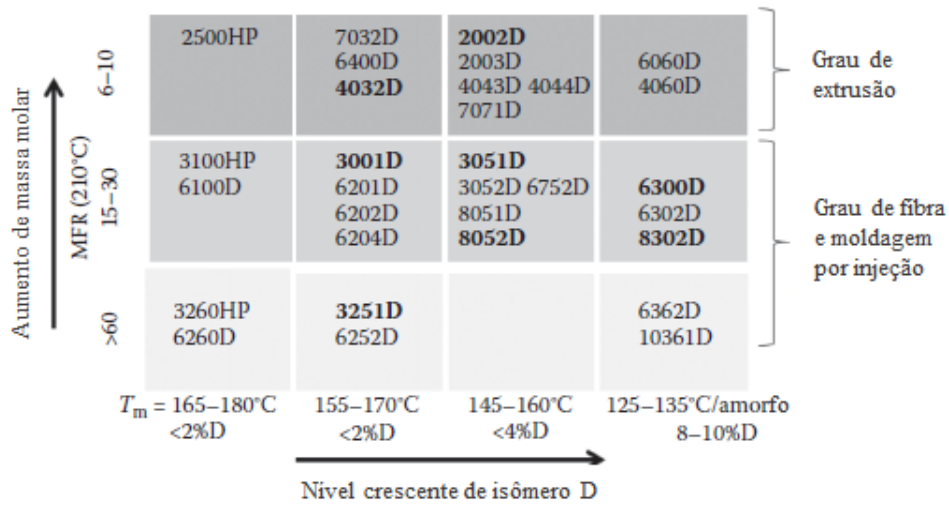 Aumento de massa molar
MFR (210°C)
6–10
2500HP
7032D
6400D
4032D
2002D
2003D
4043D 4044D
7071D
6060D
4060D
Grau de
extrusão
15–30
3100HP
6100D
3001D
6201D
6202D
6204D
3051D
3052D 6752D
8051D
8052D
6300D
6302D
8302D
Grau de fibra
e moldagem
por injeção
>60
3260HP
6260D
3251D
6252D
6362D
10361D
Tm = 165–180°C
<2%D
155–170°C
<2%D
145–160°C
<4%D
125–135°C/amorfo
8–10%D
Nível crescente de isômero D